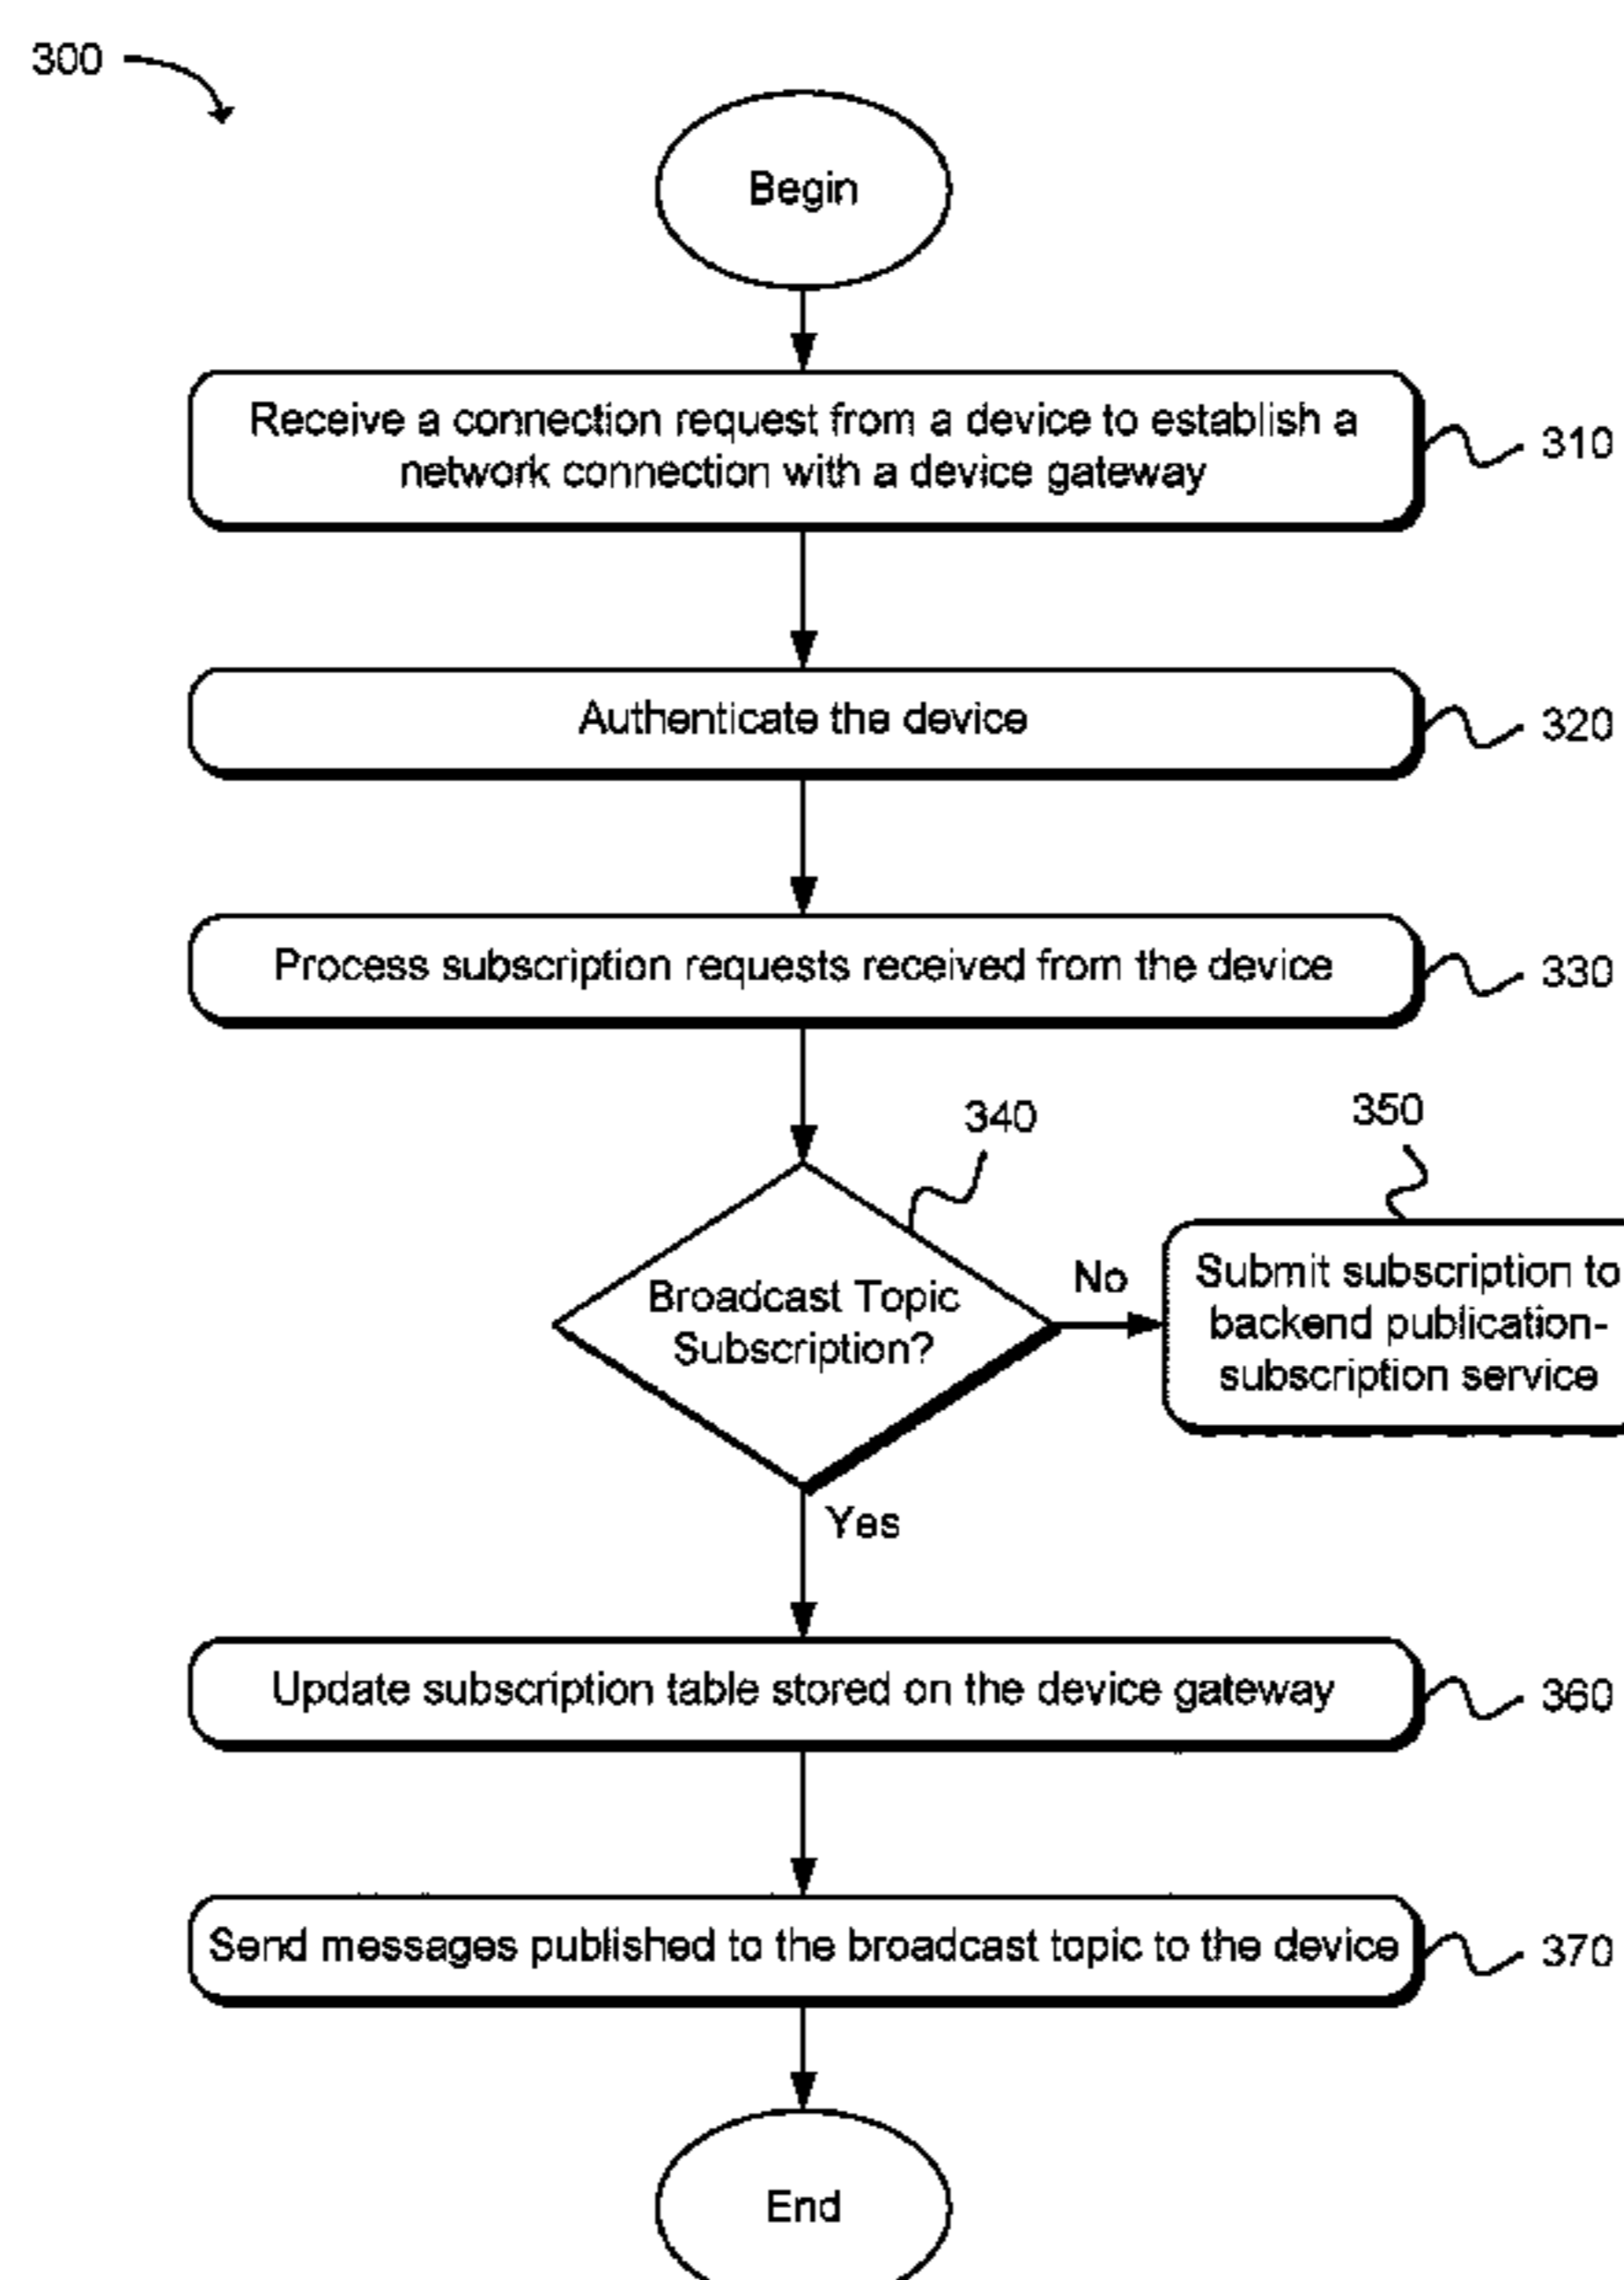 300
Begin
Receive a connection request from a device to establish a
network connection with a device gateway
310
Authenticate the device
320
Process subscription requests received from the device
330
340
350
Broadcast Topic
Subscription?
No
Submit subscription to
backend publication-
subscription service
Yes
Update subscription table stored on the device gateway
360
Send messages published to the broadcast topic to the device
370
End